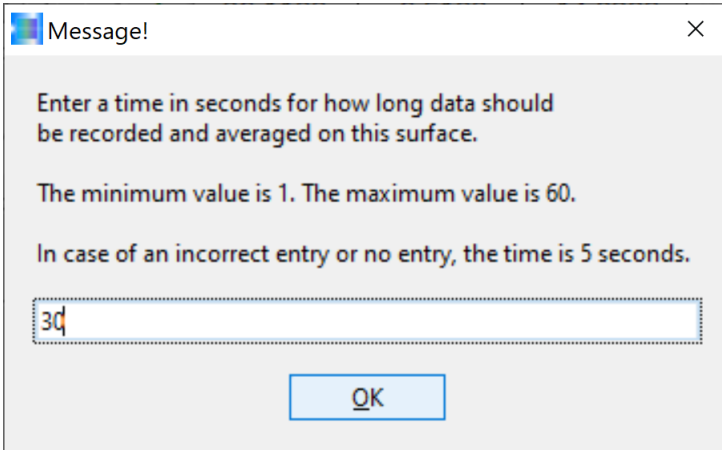 Message!
Enter a time in seconds for how long data should
be recorded and averaged on this surface.
The minimum value is 1. The maximum value is 60.
In case of an incorrect entry or no entry, the time is 5 seconds.
30
OK